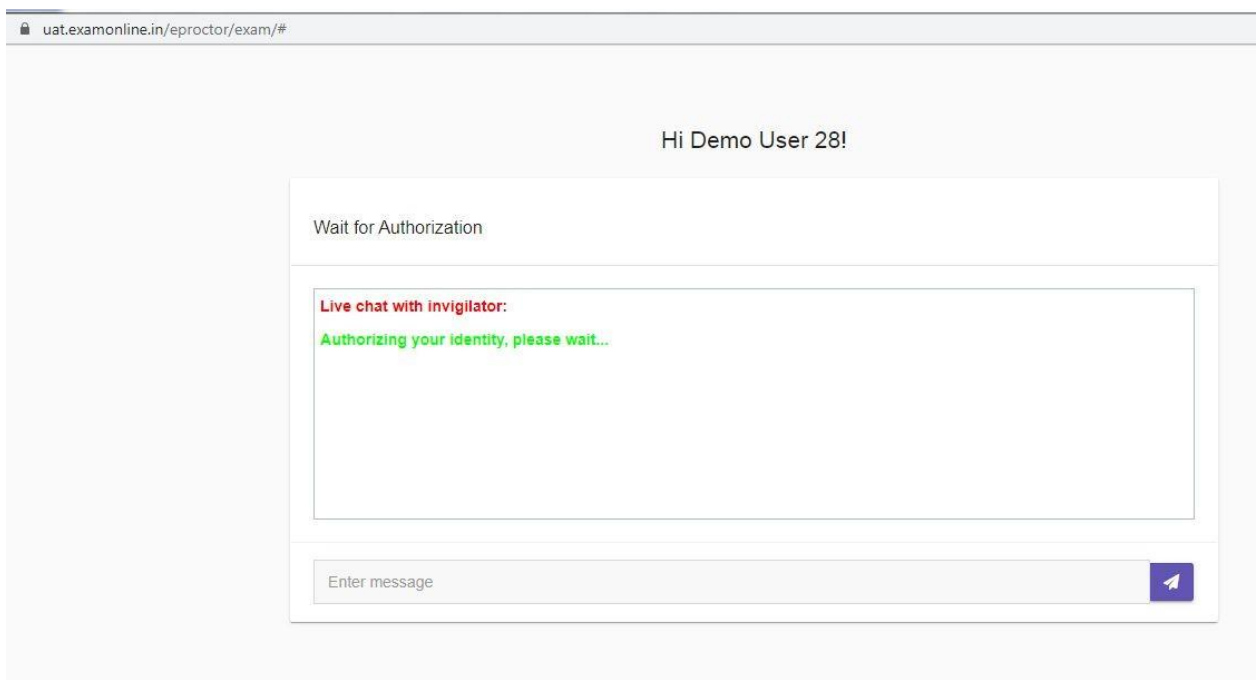 uat.examonline.in/eproctor/exam/#
Hi Demo User 28!
Wait for Authorization
Live chat with invigilator:
Authorizing your identity, please wait...
Enter message